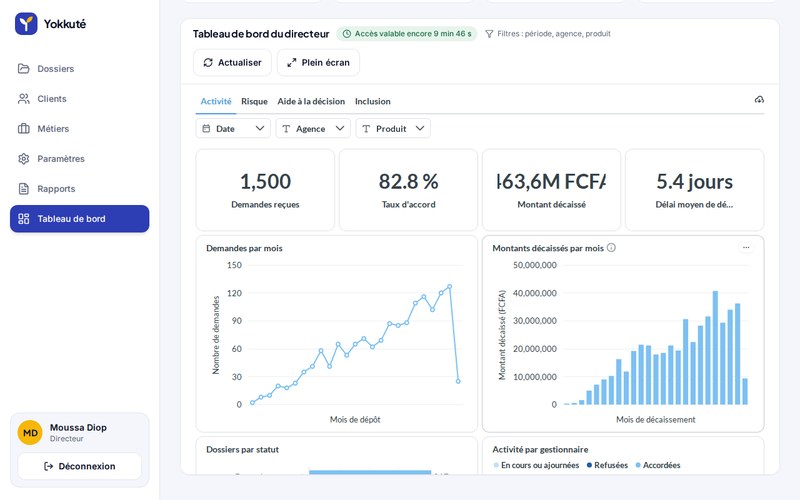 Yokkuté
Dossiers
Clients
Métiers
Paramètres
Rapports
Tableau de bord
MD
Moussa Diop
Directeur
Déconnexion
Tableau de bord du directeur
Accès valable encore 9 min 46 s
Filtres : période, agence, produit
Actualiser
Plein écran
Activité
Risque
Aide à la décision
Inclusion
Date
Agence
Produit
1,500
Demandes reçues
82.8 %
Taux d'accord
63,6M FCFA
Montant décaissé
5.4 jours
Délai moyen de dé...
Demandes par mois
Nombre de demandes
150
120
90
60
30
0
Mois de dépôt
Montants décaissés par mois
Montant décaissé (FCFA)
50,000,000
40,000,000
30,000,000
20,000,000
10,000,000
0
Mois de décaissement
Dossiers par statut
Activité par gestionnaire
En cours ou ajournées
Refusées
Accordées